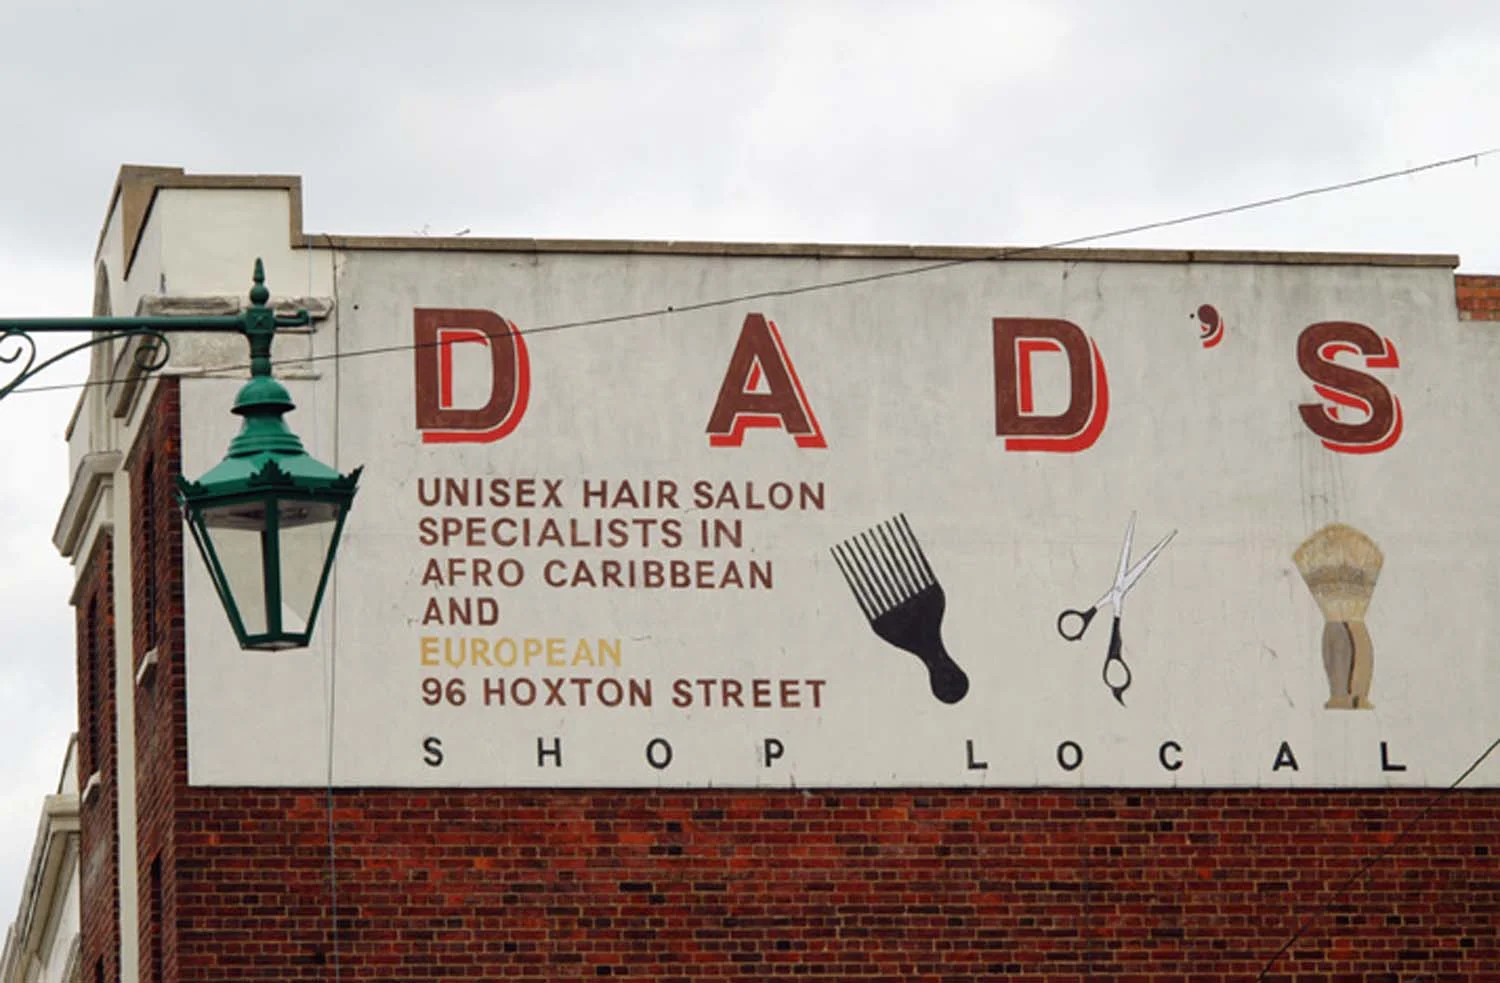 DAD'S
UNISEX HAIR SALON
SPECIALISTS IN
AFRO CARIBBEAN
AND
EUROPEAN
96 HOXTON STREET
SHOP LOCAL